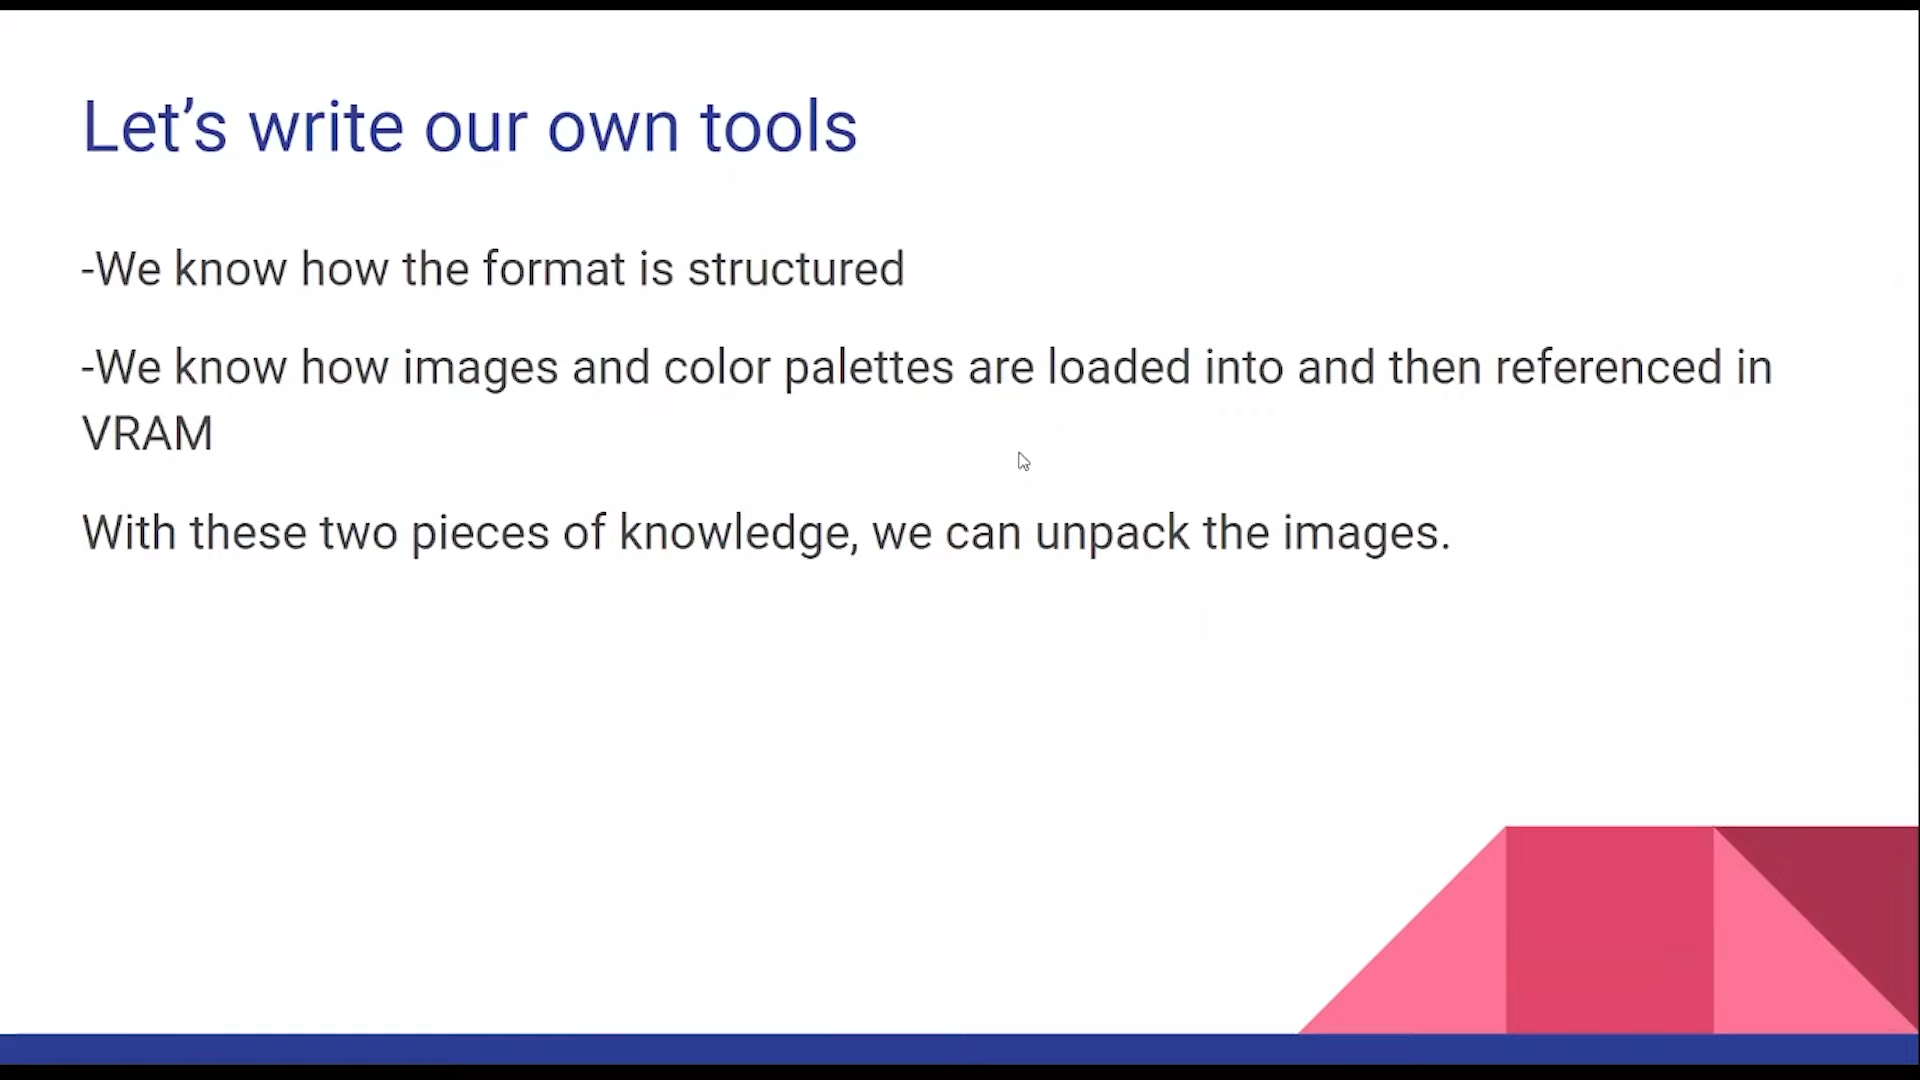 Let’s write our own tools
-We know how the format is structured
-We know how images and color palettes are loaded into and then referenced in
VRAM
With these two pieces of knowledge, we can unpack the images.